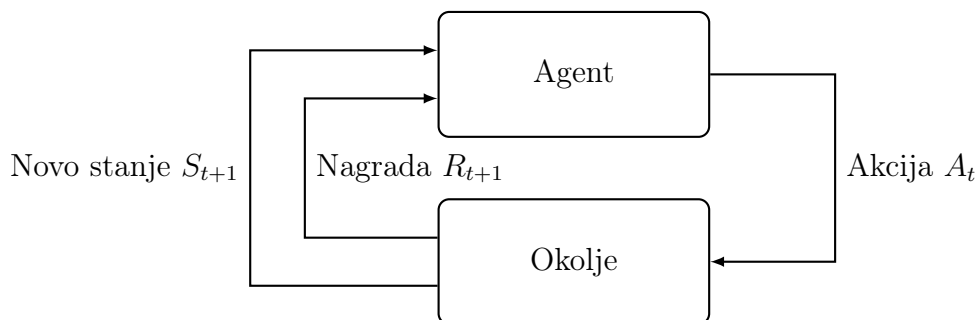 Agent
Novo stanje $S_{t+1}$
Nagrada $R_{t+1}$
Akcija $A_t$
Okolje